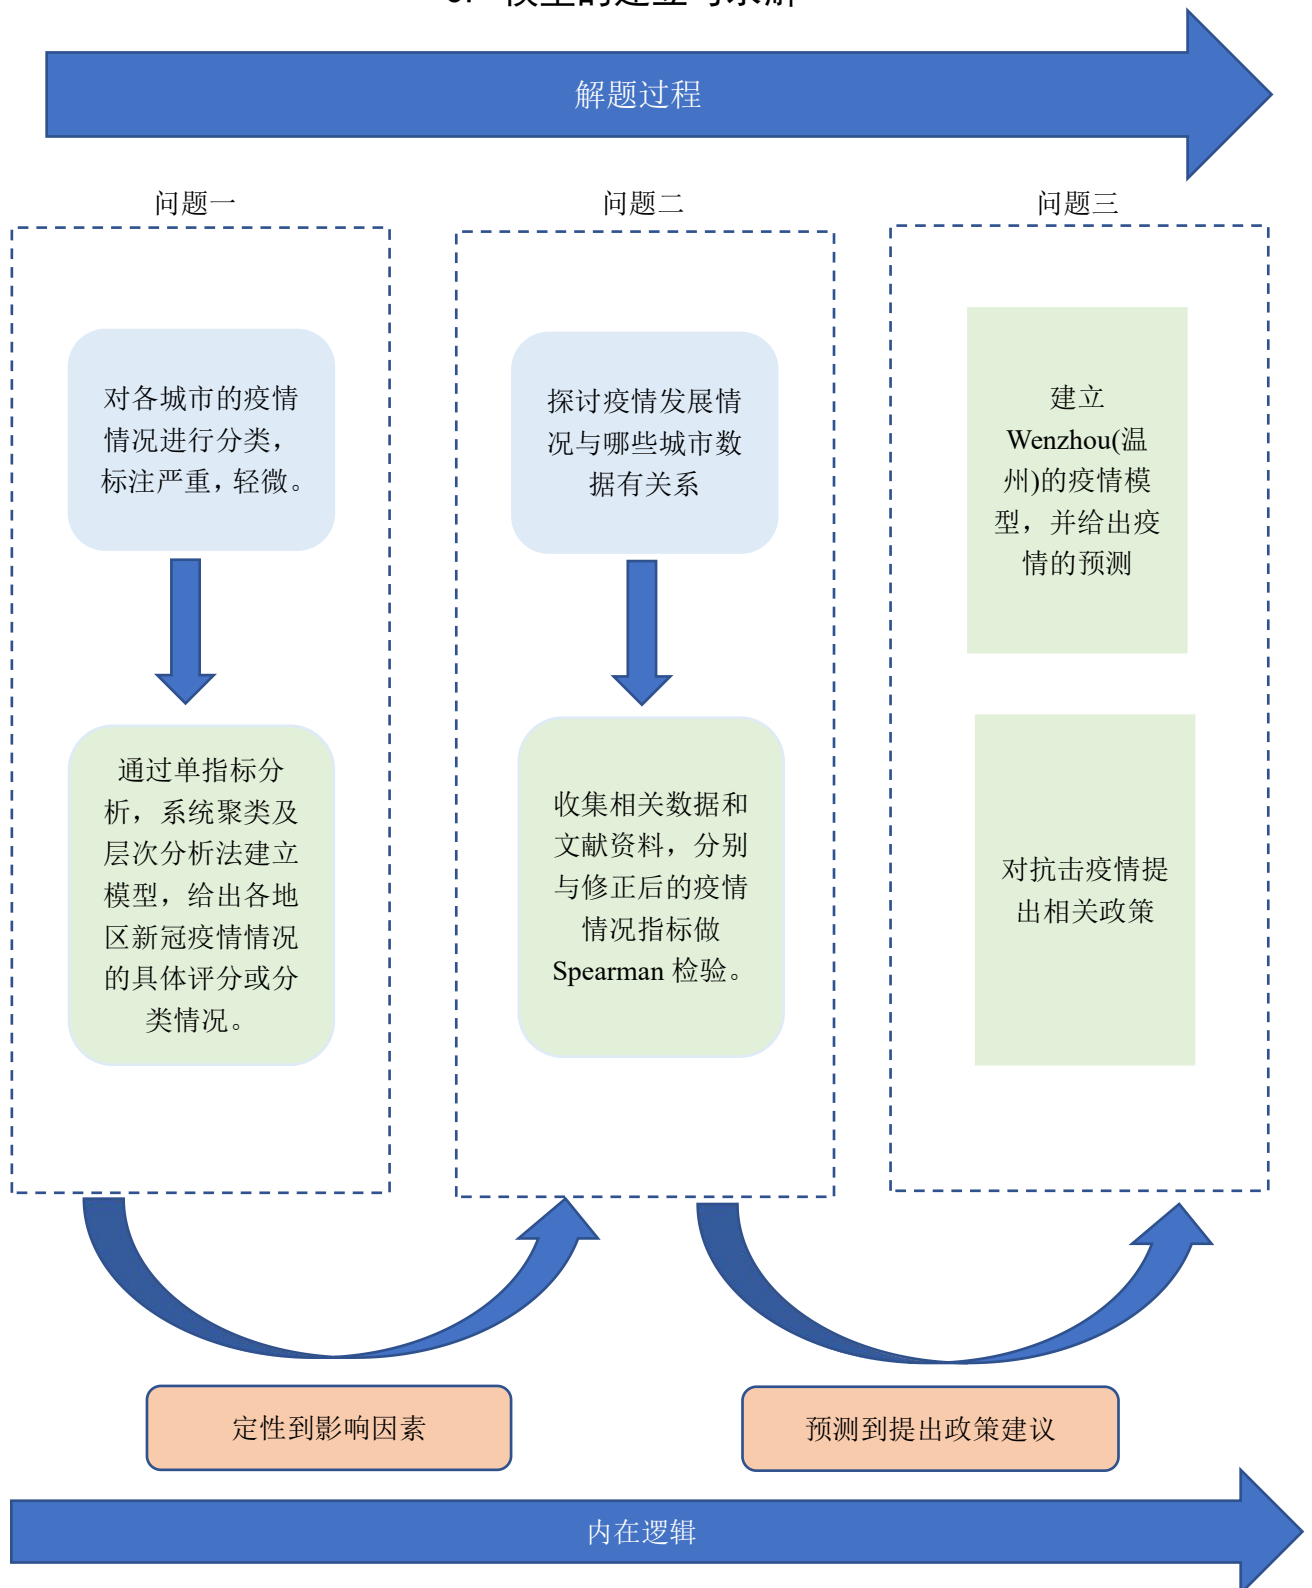 解题过程
问题一
问题二
问题三
对各城市的疫情
情况进行分类，
标注严重，轻微。
探讨疫情发展情
况与哪些城市数
据有关系
建立
Wenzhou(温
州)的疫情模
型，并给出疫
情的预测
通过单指标分
析，系统聚类及
层次分析法建立
模型，给出各地
区新冠疫情情况
的具体评分或分
类情况。
收集相关数据和
文献资料，分别
与修正后的疫情
情况指标做
Spearman 检验。
对抗击疫情提
出相关政策
定性到影响因素
预测到提出政策建议
内在逻辑